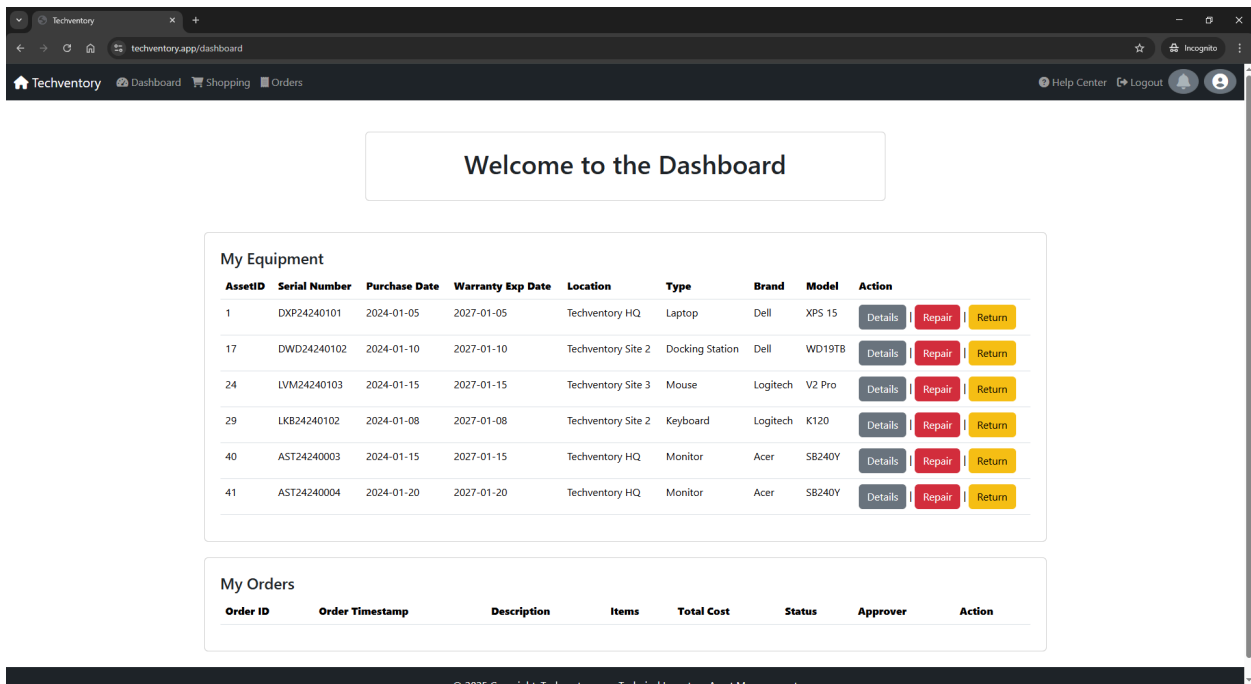 Techventory
techventory.app/dashboard
Incognito
Techventory Dashboard Shopping Orders Help Center Logout
Welcome to the Dashboard
My Equipment
AssetID Serial Number Purchase Date Warranty Exp Date Location Type Brand Model Action
1 DXP24240101 2024-01-05 2027-01-05 Techventory HQ Laptop Dell XPS 15 Details | Repair | Return
17 DWD24240102 2024-01-10 2027-01-10 Techventory Site 2 Docking Station Dell WD19TB Details | Repair | Return
24 LVM24240103 2024-01-15 2027-01-15 Techventory Site 3 Mouse Logitech V2 Pro Details | Repair | Return
29 LKB24240102 2024-01-08 2027-01-08 Techventory Site 2 Keyboard Logitech K120 Details | Repair | Return
40 AST24240003 2024-01-15 2027-01-15 Techventory HQ Monitor Acer SB240Y Details | Repair | Return
41 AST24240004 2024-01-20 2027-01-20 Techventory HQ Monitor Acer SB240Y Details | Repair | Return
My Orders
Order ID Order Timestamp Description Items Total Cost Status Approver Action